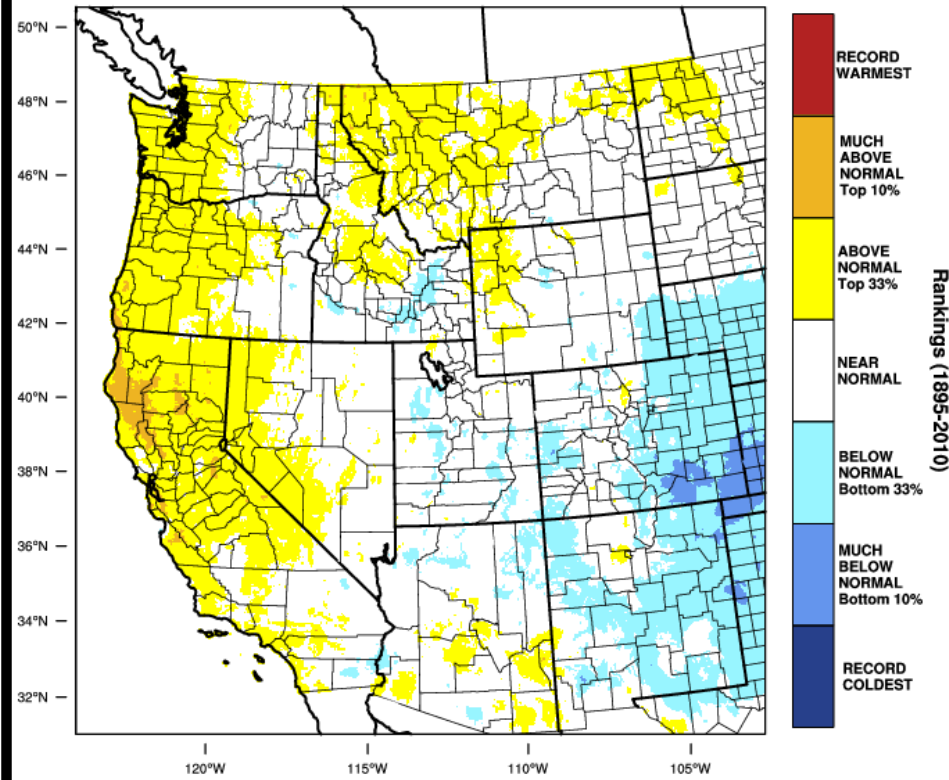 50°N
48°N
46°N
44°N
42°N
40°N
38°N
36°N
34°N
32°N
120°W
115°W
110°W
105°W
RECORD
WARMEST
MUCH
ABOVE
NORMAL
Top 10%
ABOVE
NORMAL
Top 33%
NEAR
NORMAL
BELOW
NORMAL
Bottom 33%
MUCH
BELOW
NORMAL
Bottom 10%
RECORD
COLDEST
Rankings (1895-2010)